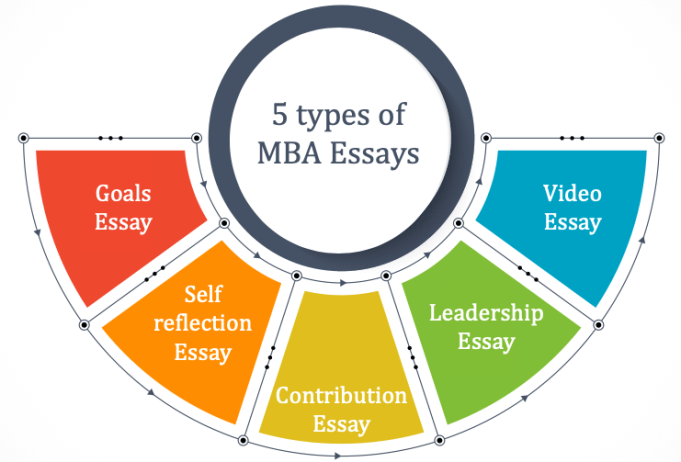 5 types of
MBA Essays
Goals
Essay
Self
reflection
Essay
Contribution
Essay
Leadership
Essay
Video
Essay